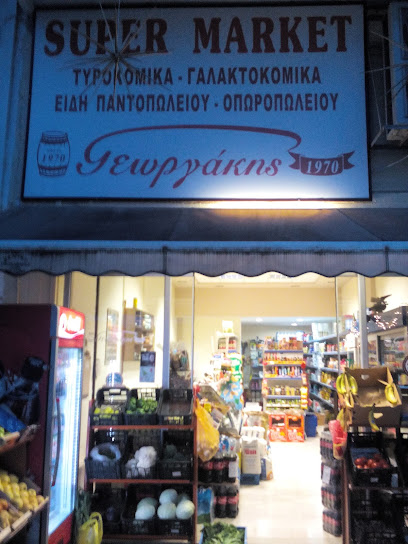 SUPER MARKET
ΤΥΡΟΚΟΜΙΚΑ - ΓΑΛΑΚΤΟΚΟΜΙΚΑ
ΕΙΔΗ ΠΑΝΤΟΠΩΛΕΙΟΥ - ΟΠΩΡΟΠΩΛΕΙΟΥ
1970
Γεωργάκης
1970